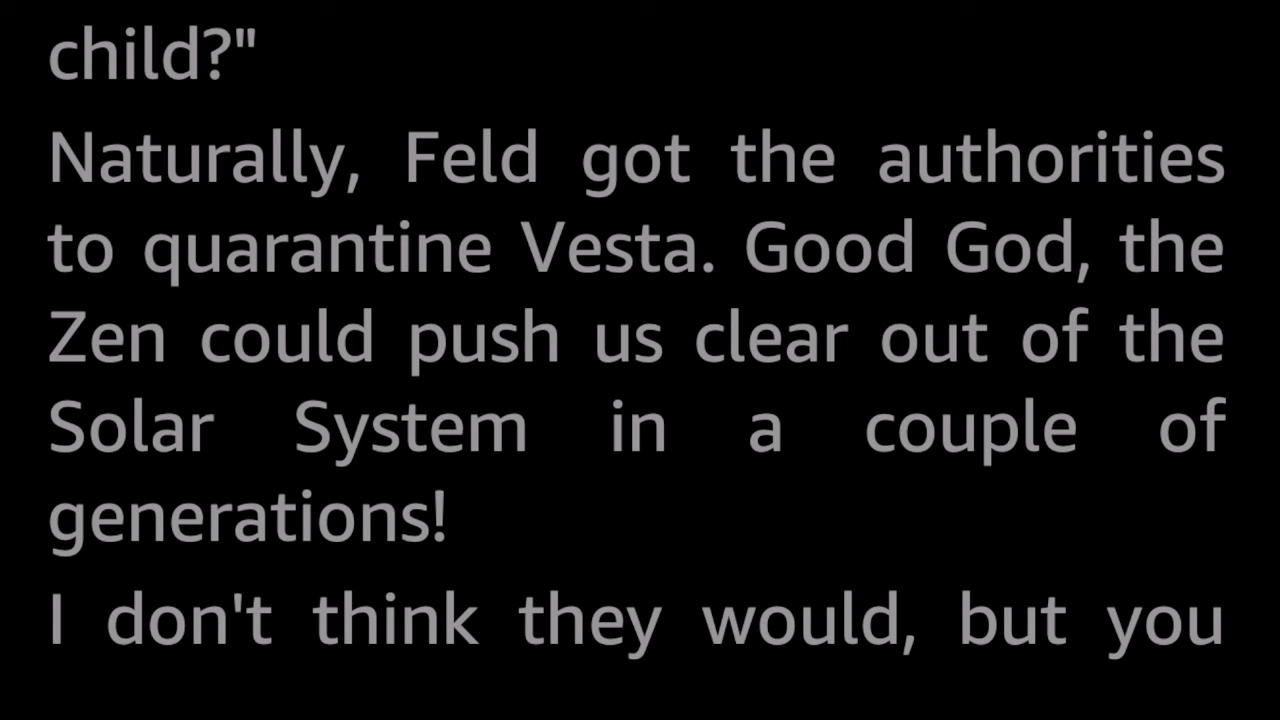 child?"
Naturally, Feld got the authorities
to quarantine Vesta. Good God, the
Zen could push us clear out of the
Solar System in a couple of
generations!
I don't think they would, but you